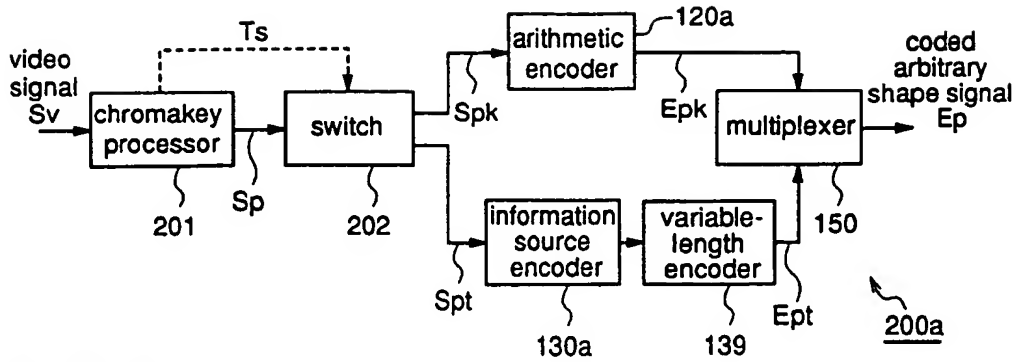 Ts
video
signal
Sv
chromakey
processor
201
Sp
switch
202
Spk
arithmetic
encoder
120a
Epk
multiplexer
150
coded
arbitrary
shape signal
Ep
Spt
information
source
encoder
130a
variable-
length
encoder
139
Ept
200a